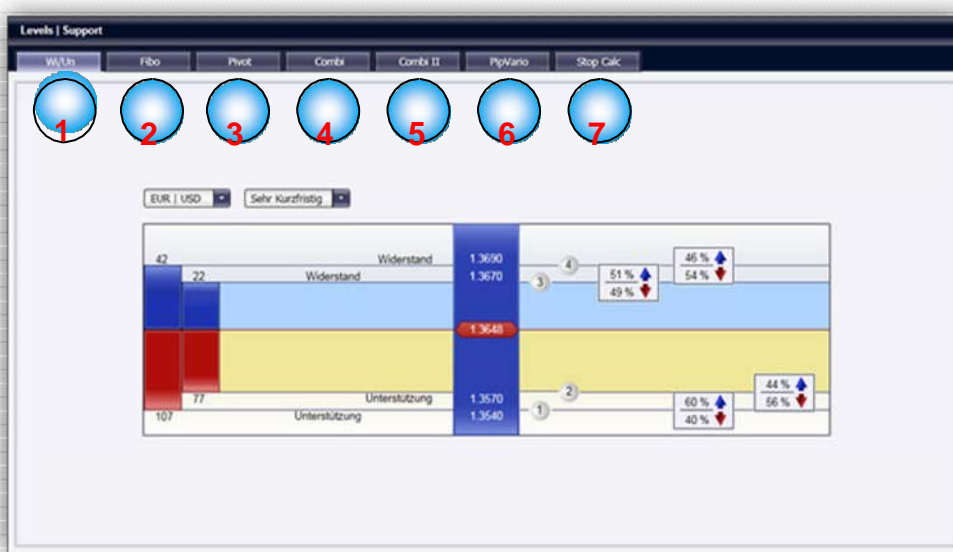 Levels | Support
Wi/Un Fibo Pivot Combi Combi II PipVario Stop Calc
1 2 3 4 5 6 7
EUR | USD Sehr Kurzfristig
42 Widerstand 1.3690 4 46 %
22 Widerstand 1.3670 3 51 % 54 %
49 %
1.3648
44 %
77 Unterstützung 1.3570 2 60 % 56 %
107 Unterstützung 1.3540 1 40 %